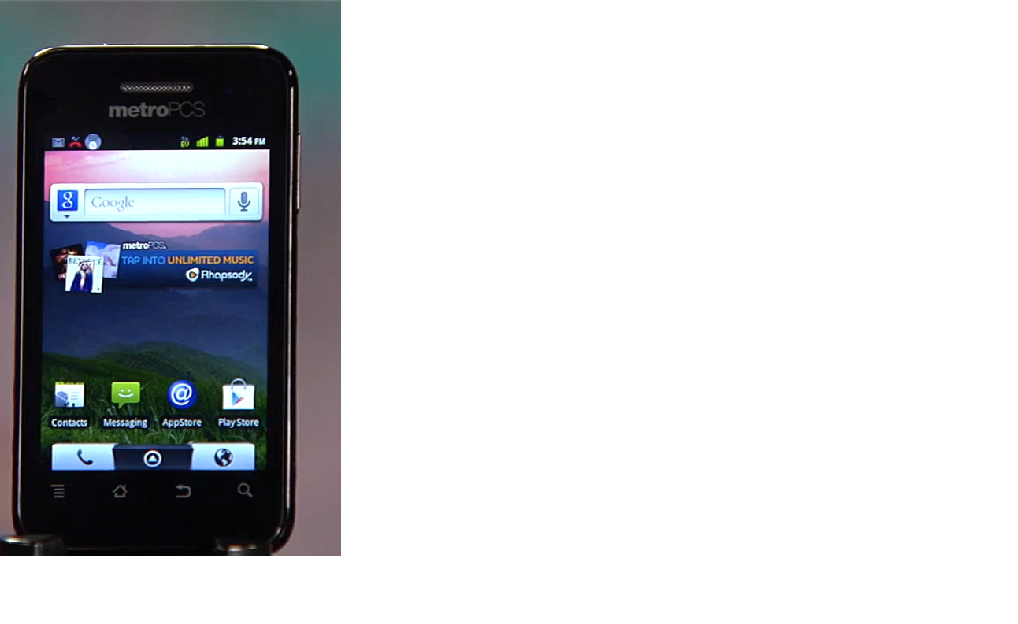 metroPCS
3:54 PM
g Google
metroPCS.
TAP INTO UNLIMITED MUSIC
Rhapsody
Contacts Messaging AppStore Play Store